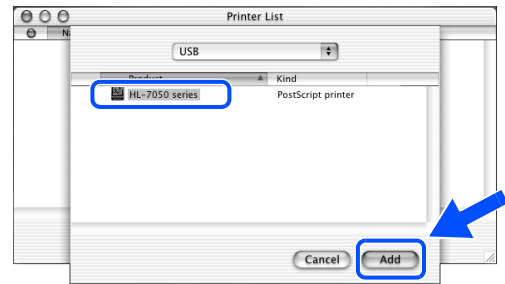 Printer List
N
USB
Product Kind
HL-7050 series PostScript printer
Cancel Add